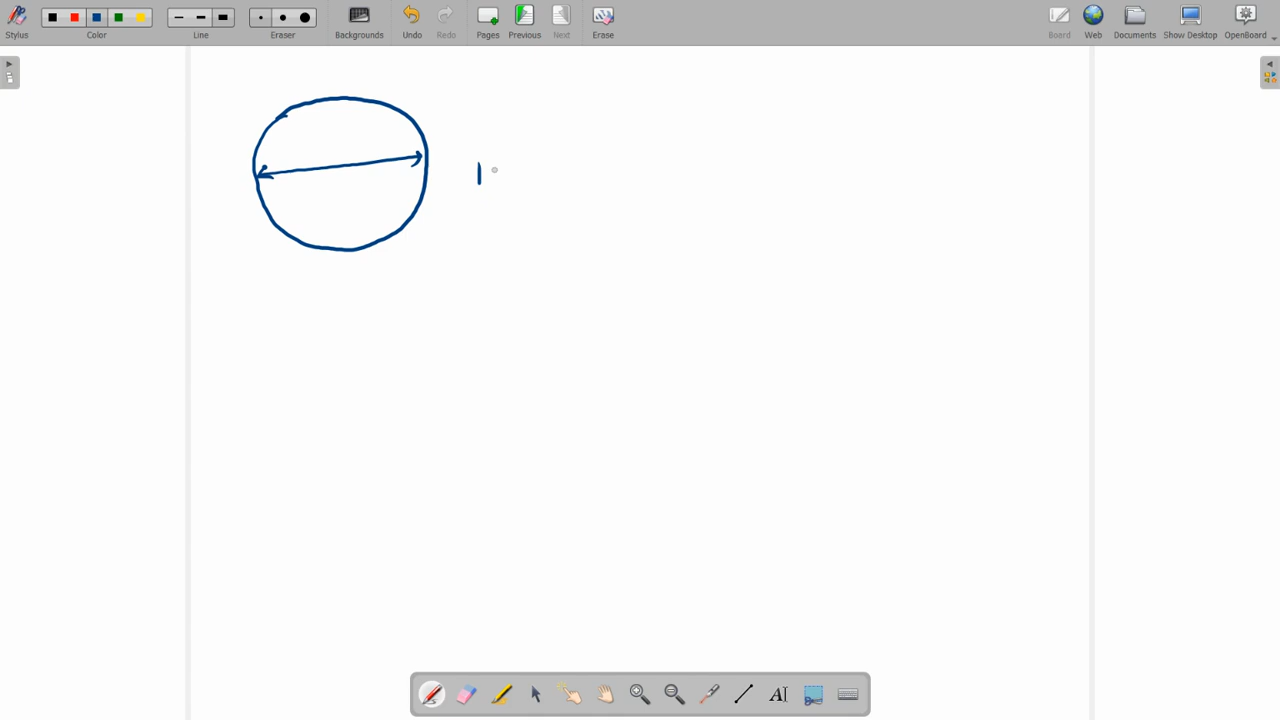 Stylus
Color
Line
Eraser
Backgrounds
Undo
Redo
Pages
Previous
Next
Erase
Board
Web
Documents
Show Desktop
OpenBoard